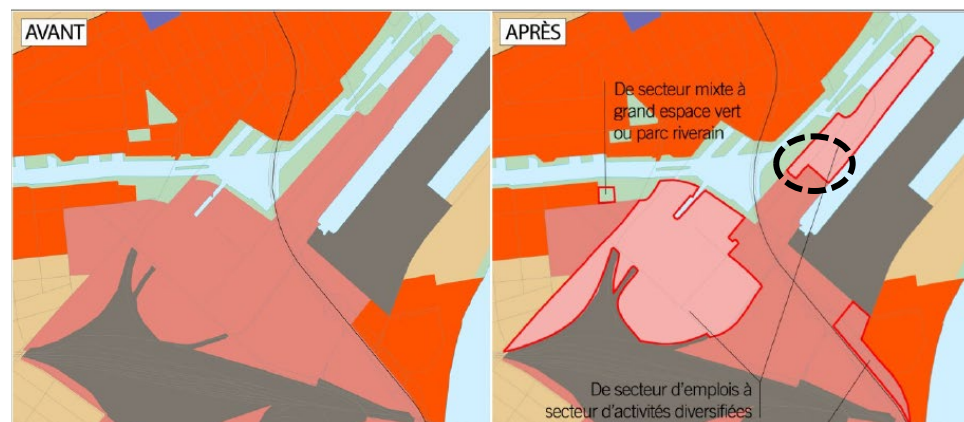 AVANT
APRÈS
De secteur mixte à
grand espace vert
ou parc riverain
De secteur d'emplois à
secteur d'activités diversifiées